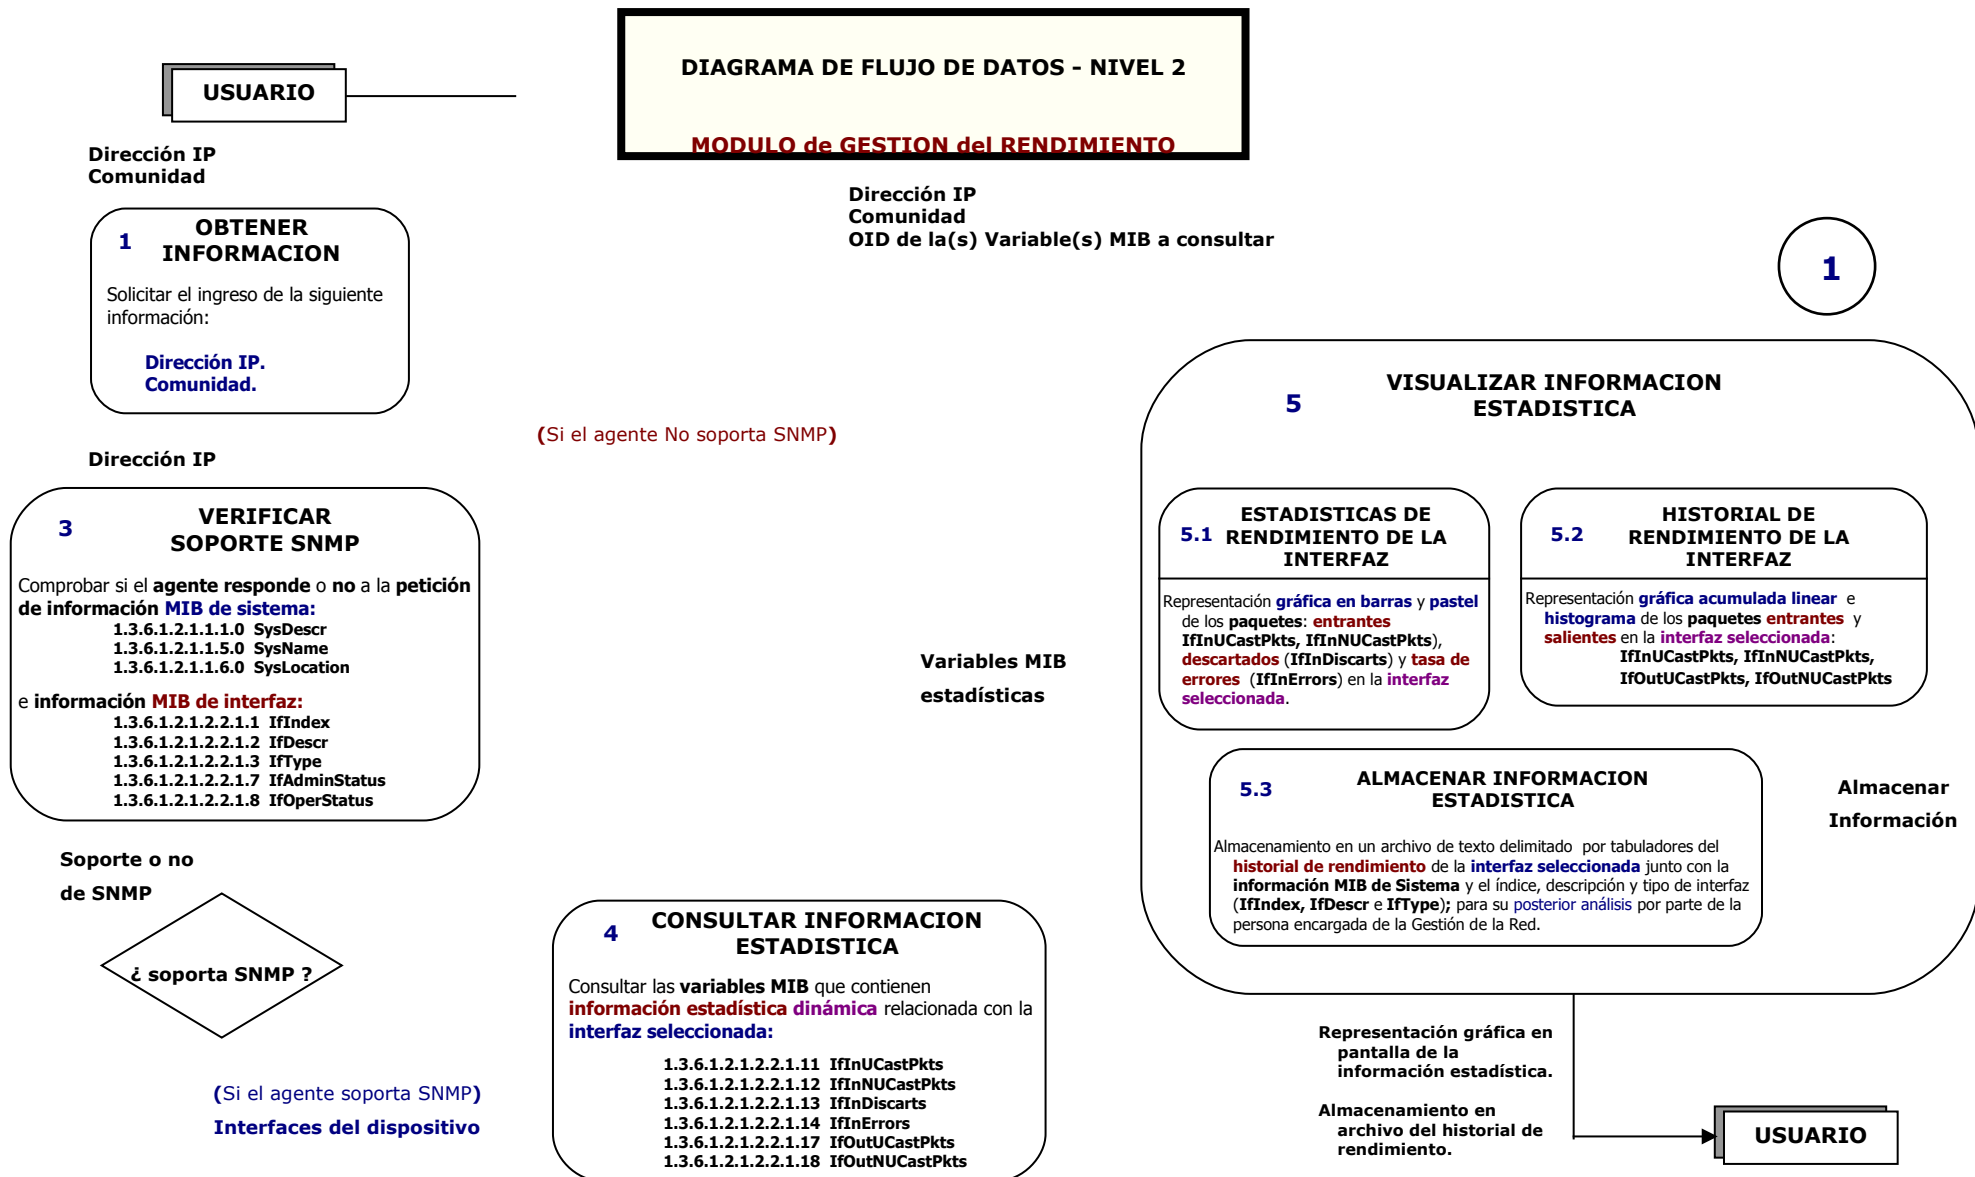 DIAGRAMA DE FLUJO DE DATOS - NIVEL 2
MODULO de GESTION del RENDIMIENTO
USUARIO
Dirección IP
Comunidad
1
OBTENER
INFORMACION
Solicitar el ingreso de la siguiente
información:
Dirección IP.
Comunidad.
Dirección IP
Comunidad
OID de la(s) Variable(s) MIB a consultar
1
(Si el agente No soporta SNMP)
Dirección IP
3
VERIFICAR
SOPORTE SNMP
Comprobar si el agente responde o no a la petición
de información MIB de sistema:
1.3.6.1.2.1.1.1.0 SysDescr
1.3.6.1.2.1.1.5.0 SysName
1.3.6.1.2.1.1.6.0 SysLocation
e información MIB de interfaz:
1.3.6.1.2.1.2.2.1.1 IfIndex
1.3.6.1.2.1.2.2.1.2 IfDescr
1.3.6.1.2.1.2.2.1.3 IfType
1.3.6.1.2.1.2.2.1.7 IfAdminStatus
1.3.6.1.2.1.2.2.1.8 IfOperStatus
Soporte o no
de SNMP
¿ soporta SNMP ?
(Si el agente soporta SNMP)
Interfaces del dispositivo
4
CONSULTAR INFORMACION
ESTADISTICA
Consultar las variables MIB que contienen
información estadística dinámica relacionada con la
interfaz seleccionada:
1.3.6.1.2.1.2.2.1.11 IfInUCastPkts
1.3.6.1.2.1.2.2.1.12 IfInNUCastPkts
1.3.6.1.2.1.2.2.1.13 IfInDiscarts
1.3.6.1.2.1.2.2.1.14 IfInErrors
1.3.6.1.2.1.2.2.1.17 IfOutUCastPkts
1.3.6.1.2.1.2.2.1.18 IfOutNUCastPkts
Variables MIB
estadísticas
5
VISUALIZAR INFORMACION
ESTADISTICA
5.1
ESTADISTICAS DE
RENDIMIENTO DE LA
INTERFAZ
Representación gráfica en barras y pastel
de los paquetes: entrantes
IfInUCastPkts, IfInNUCastPkts),
descartados (IfInDiscarts) y tasa de
errores (IfInErrors) en la interfaz
seleccionada.
5.2
HISTORIAL DE
RENDIMIENTO DE LA
INTERFAZ
Representación gráfica acumulada linear e
histograma de los paquetes entrantes y
salientes en la interfaz seleccionada:
IfInUCastPkts, IfInNUCastPkts,
IfOutUCastPkts, IfOutNUCastPkts
5.3
ALMACENAR INFORMACION
ESTADISTICA
Almacenamiento en un archivo de texto delimitado por tabuladores del
historial de rendimiento de la interfaz seleccionada junto con la
información MIB de Sistema y el índice, descripción y tipo de interfaz
(IfIndex, IfDescr e IfType); para su posterior análisis por parte de la
persona encargada de la Gestión de la Red.
Almacenar
Información
Representación gráfica en
pantalla de la
información estadística.
Almacenamiento en
archivo del historial de
rendimiento.
USUARIO